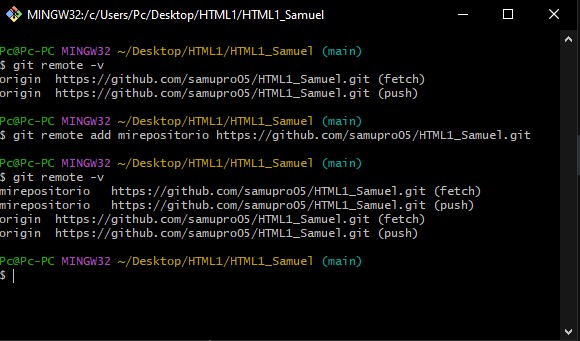 MINGW32:/c/Users/Pc/Desktop/HTML1/HTML1_Samuel
Pc@Pc-PC MINGW32 ~/Desktop/HTML1/HTML1_Samuel (main)
$ git remote -v
origin  https://github.com/samupro05/HTML1_Samuel.git (fetch)
origin  https://github.com/samupro05/HTML1_Samuel.git (push)
Pc@Pc-PC MINGW32 ~/Desktop/HTML1/HTML1_Samuel (main)
$ git remote add mirepositorio https://github.com/samupro05/HTML1_Samuel.git
Pc@Pc-PC MINGW32 ~/Desktop/HTML1/HTML1_Samuel (main)
$ git remote -v
mirepositorio   https://github.com/samupro05/HTML1_Samuel.git (fetch)
mirepositorio   https://github.com/samupro05/HTML1_Samuel.git (push)
origin  https://github.com/samupro05/HTML1_Samuel.git (fetch)
origin  https://github.com/samupro05/HTML1_Samuel.git (push)
Pc@Pc-PC MINGW32 ~/Desktop/HTML1/HTML1_Samuel (main)
$